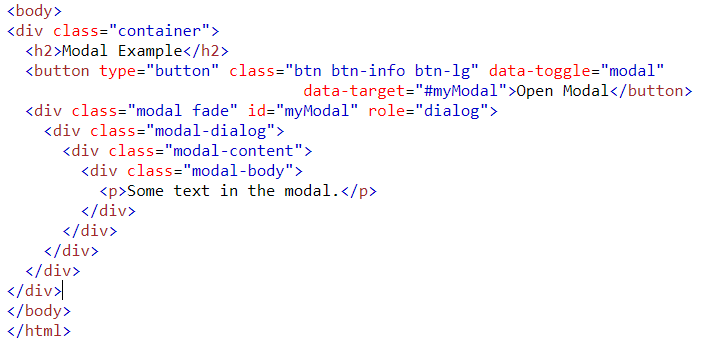 <body>
<div class="container">
<h2>Modal Example</h2>
<button type="button" class="btn btn-info btn-lg" data-toggle="modal"
data-target="#myModal">Open Modal</button>
<div class="modal fade" id="myModal" role="dialog">
<div class="modal-dialog">
<div class="modal-content">
<div class="modal-body">
<p>Some text in the modal.</p>
</div>
</div>
</div>
</div>
</div>
</body>
</html>